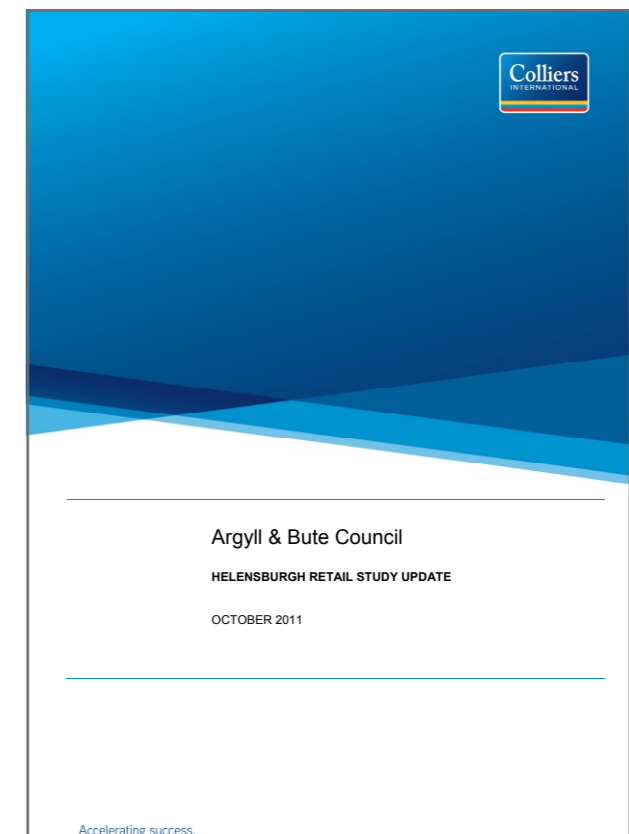 Colliers
INTERNATIONAL
Argyll & Bute Council
HELENSBURGH RETAIL STUDY UPDATE
OCTOBER 2011
Accelerating success.